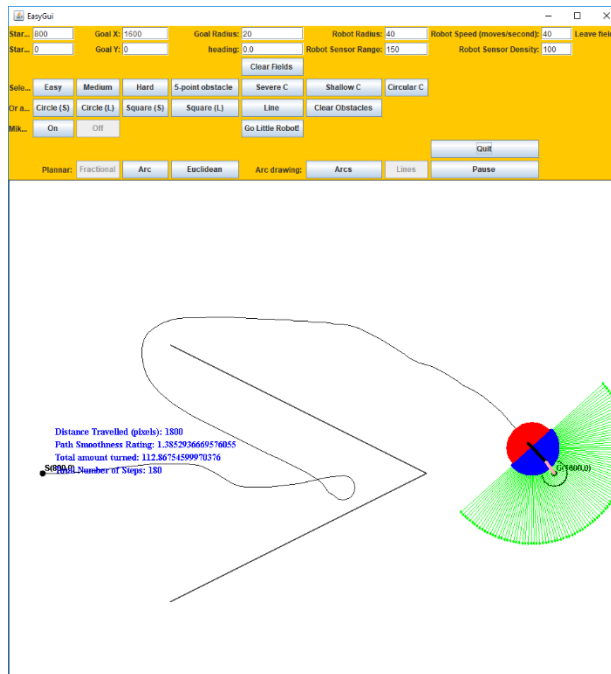 EasyGui
Star... 800 Goal X: 1600 Goal Radius: 20 Robot Radius: 40 Robot Speed (moves/second): 40 Leave field
Star... 0 Goal Y: 0 heading: 0.0 Robot Sensor Range: 150 Robot Sensor Density: 100
Clear Fields
Sele... Easy Medium Hard 5-point obstacle Severe C Shallow C Circular C
Or a... Circle (S) Circle (L) Square (S) Square (L) Line Clear Obstacles
Mik... On Off Go Little Robot!
Quit
Plannar: Fractional Arc Euclidean Arc drawing: Arcs Lines Pause
Distance Travelled (pixels): 1800
Path Smoothness Rating: 1.3852936669576055
Total amount turned: 112.86754599970376
S(800,0) Number of Steps: 180
G(1600,0)